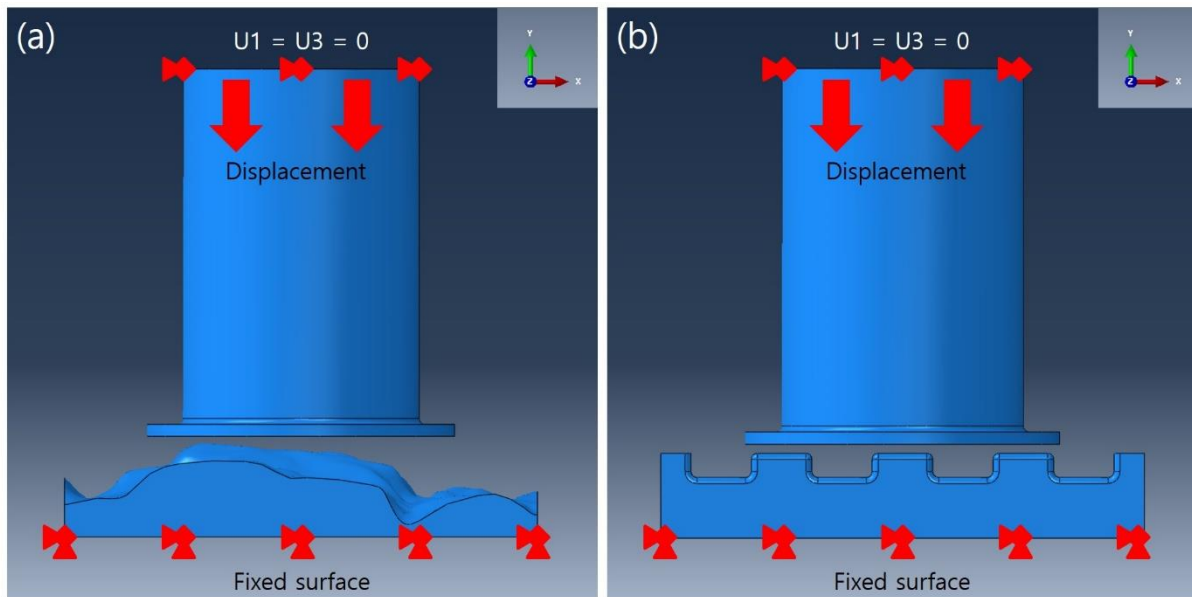 (a)
U1 = U3 = 0
Y
Z
X
Displacement
Fixed surface
(b)
U1 = U3 = 0
Y
Z
X
Displacement
Fixed surface